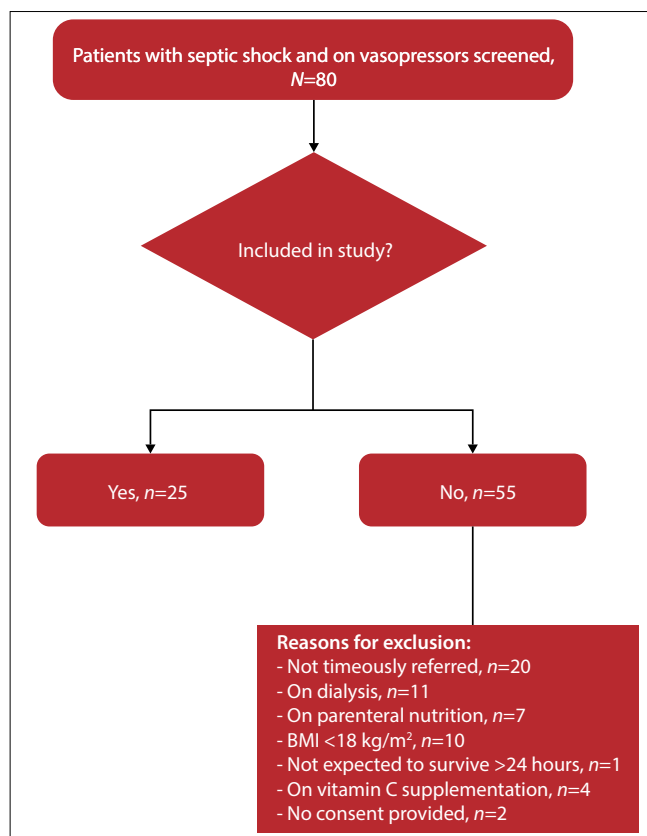 Patients with septic shock and on vasopressors screened,
N=80
Included in study?
Yes, n=25
No, n=55
Reasons for exclusion:
- Not timeously referred, n=20
- On dialysis, n=11
- On parenteral nutrition, n=7
- BMI <18 kg/m², n=10
- Not expected to survive >24 hours, n=1
- On vitamin C supplementation, n=4
- No consent provided, n=2